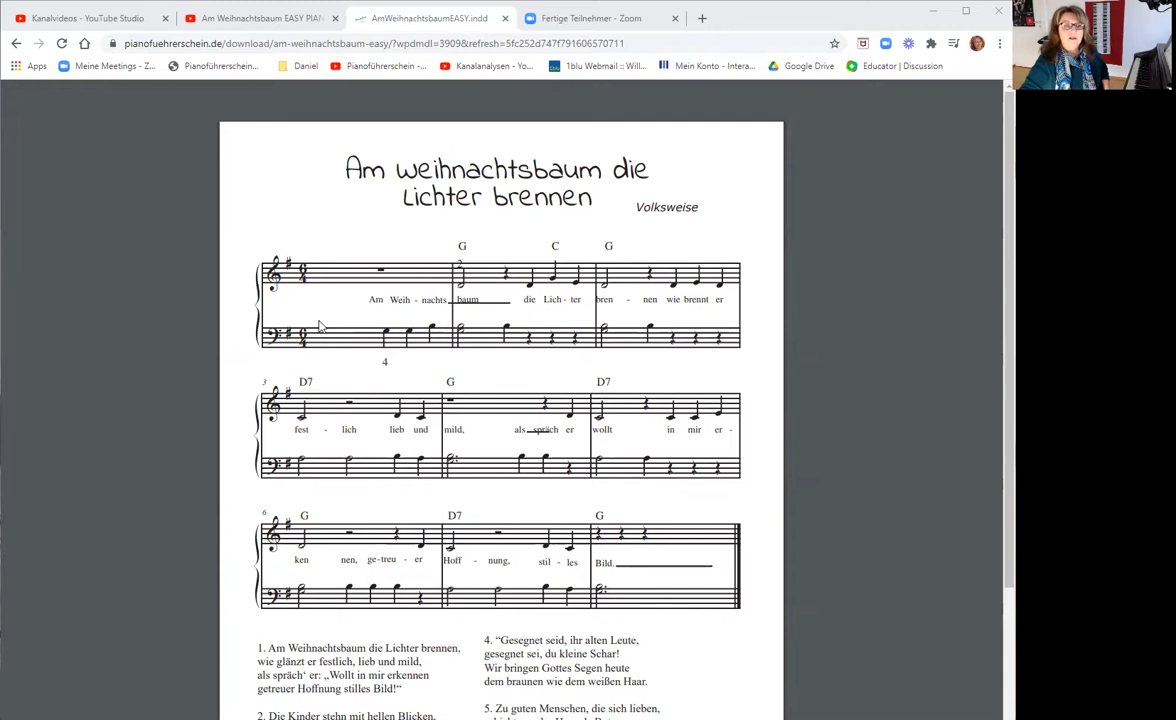 Kanalvideos - YouTube Studio
Am Weihnachtsbaum EASY PIAN
AmWeihnachtsbaumEASY.indd
Fertige Teilnehmer - Zoom
pianofuehrerschein.de/download/am-weihnachtsbaum-easy/?wpdmdl=3909&refresh=5fc252d747f791606570711
Apps Meine Meetings - Z... Pianoführerschein... Daniel Pianoführerschein -... Kanalanalysen - Yo... 1blu Webmail :: Will... Mein Konto - Intera... Google Drive Educator | Discussion
Am Weihnachtsbaum die
Lichter brennen
Volksweise
G C G
6 4
2
Am Weih - nachts baum die Lich - ter bren - nen wie brennt er
6 4
4
3 D7 G D7
fest - lich lieb und mild, als spräch er wollt in mir er -
6 G D7 G
ken nen, ge-treu - er Hoff - nung, stil - les Bild.
1. Am Weihnachtsbaum die Lichter brennen,
wie glänzt er festlich, lieb und mild,
als spräch‘ er: „Wollt in mir erkennen
getreuer Hoffnung stilles Bild!“
2. Die Kinder stehn mit hellen Blicken,
4. “Gesegnet seid, ihr alten Leute,
gesegnet sei, du kleine Schar!
Wir bringen Gottes Segen heute
dem braunen wie dem weißen Haar.
5. Zu guten Menschen, die sich lieben,